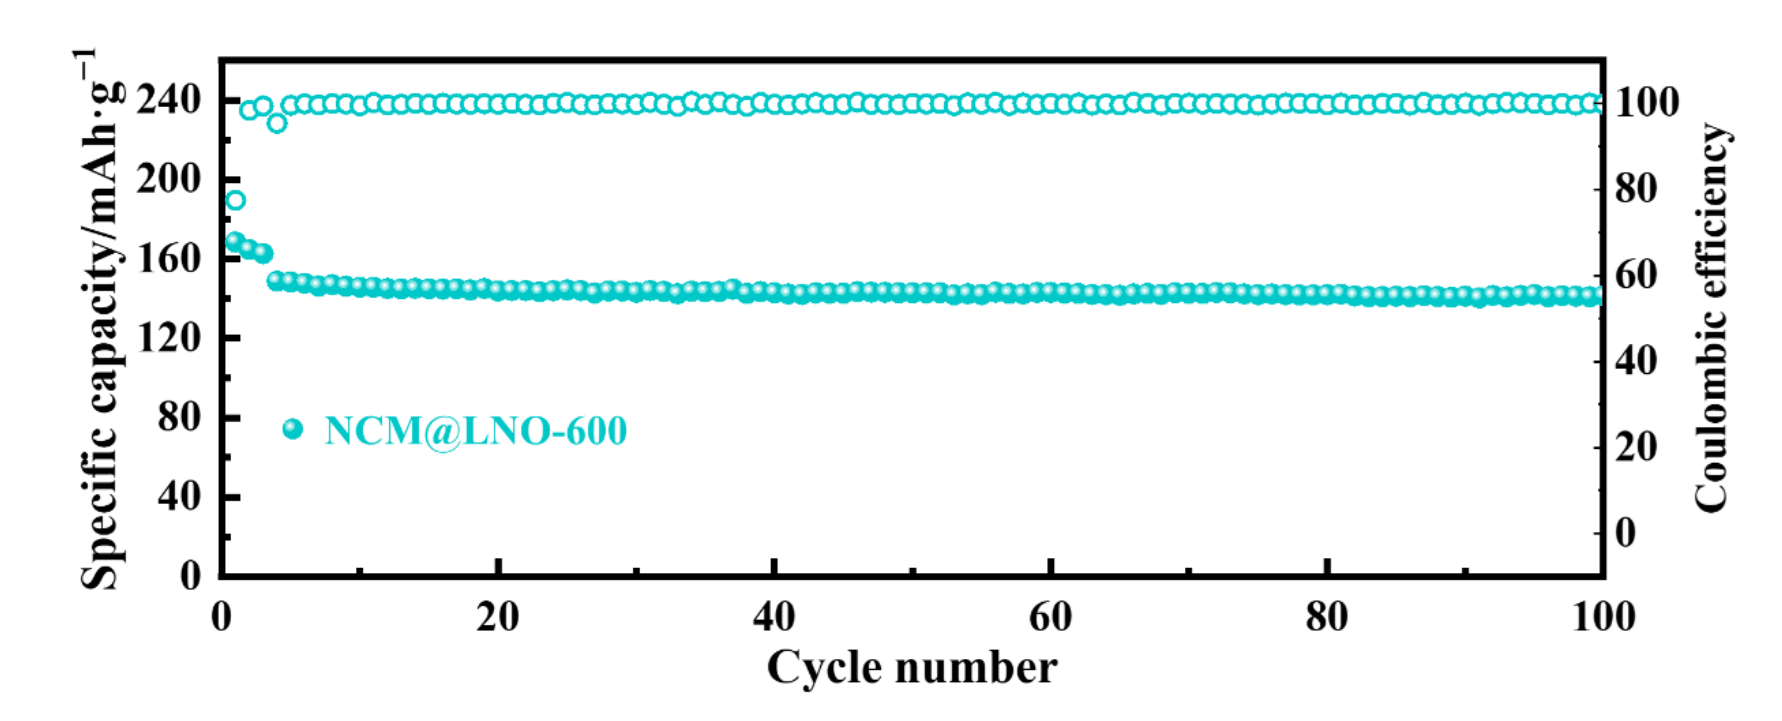 Specific capacity/mAh·g⁻¹
240
200
160
120
80
40
0
NCM@LNO-600
100
80
60
40
20
0
Coulombic efficiency
0 20 40 60 80 100
Cycle number